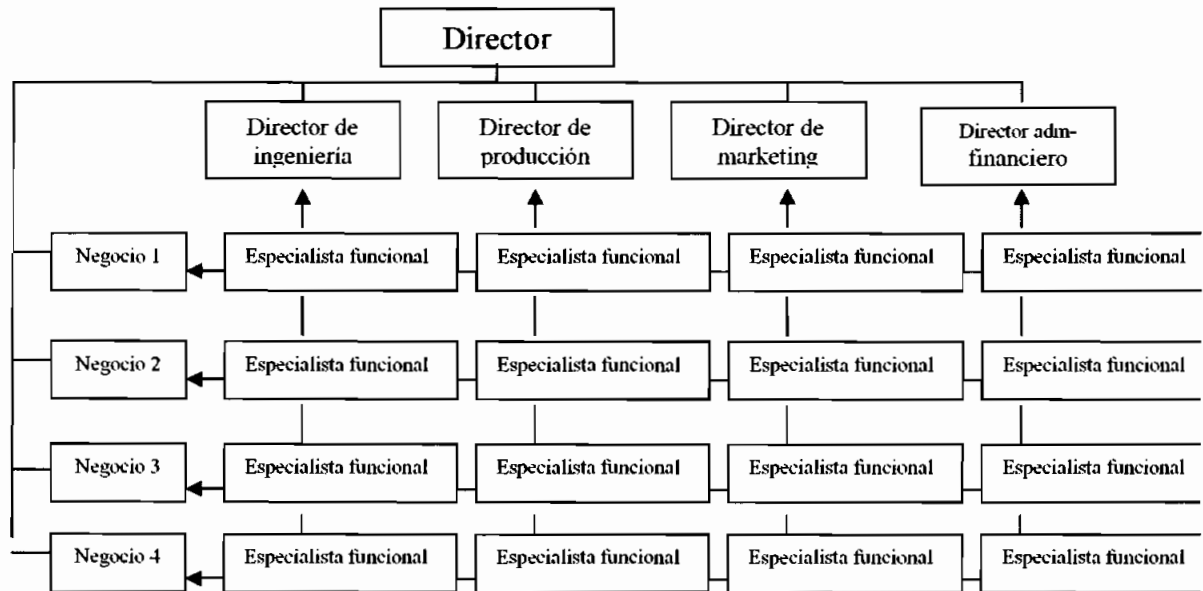 Director
Director de
ingeniería
Director de
producción
Director de
marketing
Director adm-
financiero
Negocio 1
Especialista funcional
Especialista funcional
Especialista funcional
Especialista funcional
Negocio 2
Especialista funcional
Especialista funcional
Especialista funcional
Especialista funcional
Negocio 3
Especialista funcional
Especialista funcional
Especialista funcional
Especialista funcional
Negocio 4
Especialista funcional
Especialista funcional
Especialista funcional
Especialista funcional